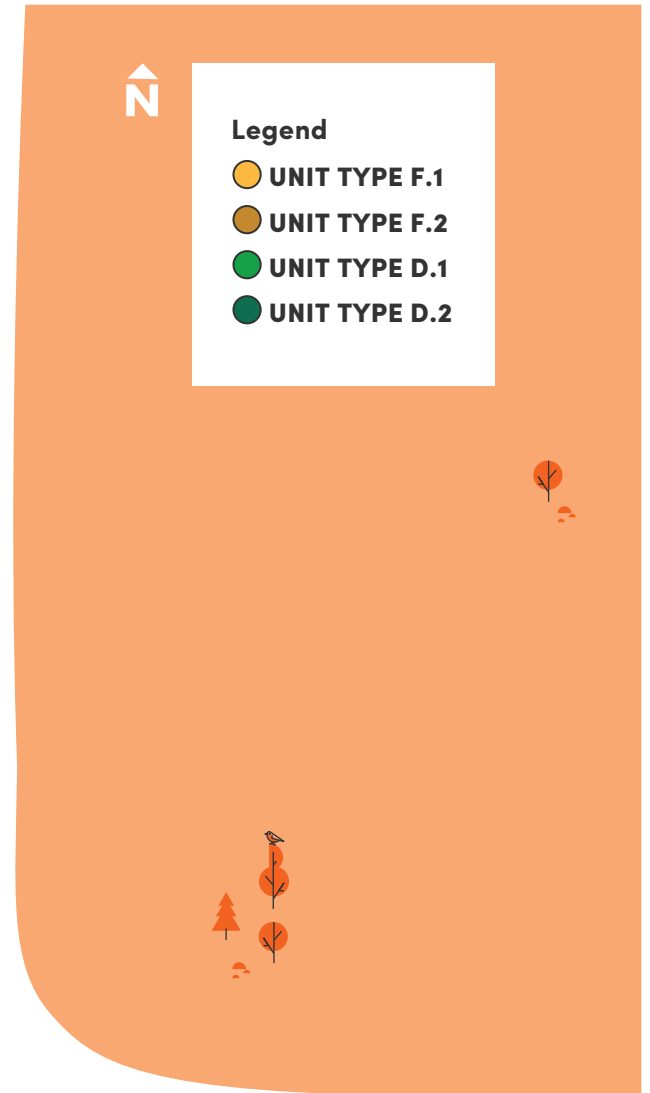 N
Legend
UNIT TYPE F.1
UNIT TYPE F.2
UNIT TYPE D.1
UNIT TYPE D.2